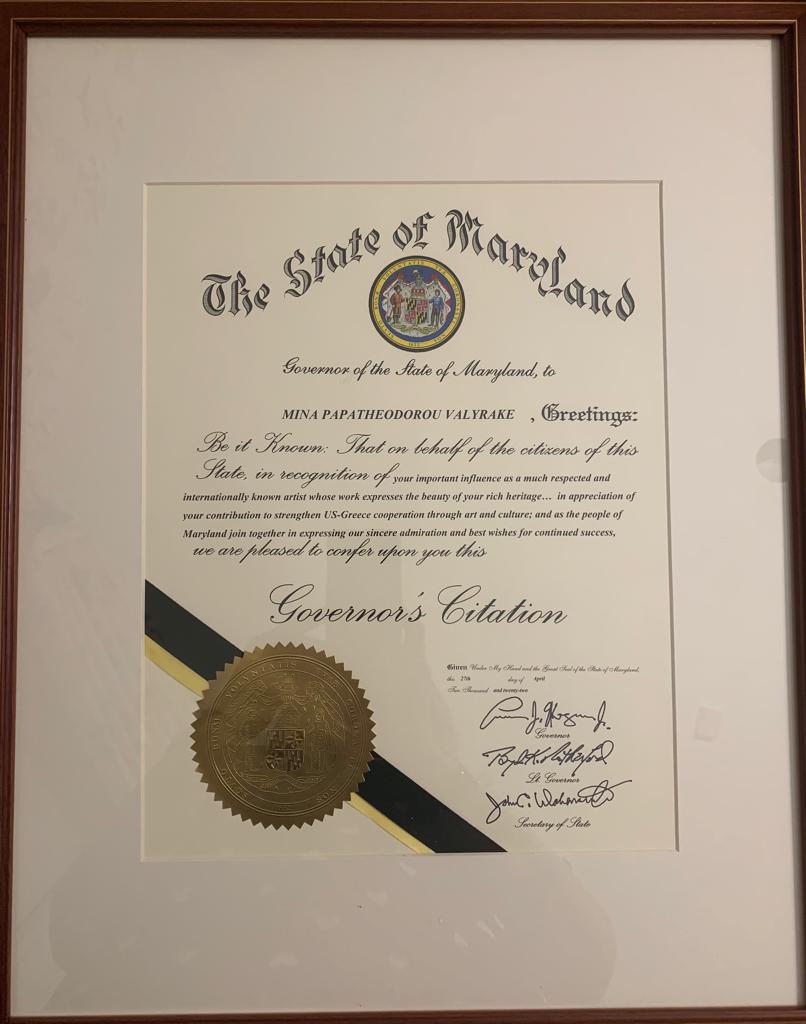 The State of Maryland
Governor of the State of Maryland, to
MINA PAPATHEODOROU VALYRAKE , Greetings:
Be it Known: That on behalf of the citizens of this
State, in recognition of your important influence as a much respected and
internationally known artist whose work expresses the beauty of your rich heritage... in appreciation of
your contribution to strengthen US-Greece cooperation through art and culture; and as the people of
Maryland join together in expressing our sincere admiration and best wishes for continued success,
we are pleased to confer upon you this
Governor's Citation
Given Under My Hand and the Great Seal of the State of Maryland,
this 27th day of April
Two Thousand and twenty-two
Governor
Lt. Governor
Secretary of State